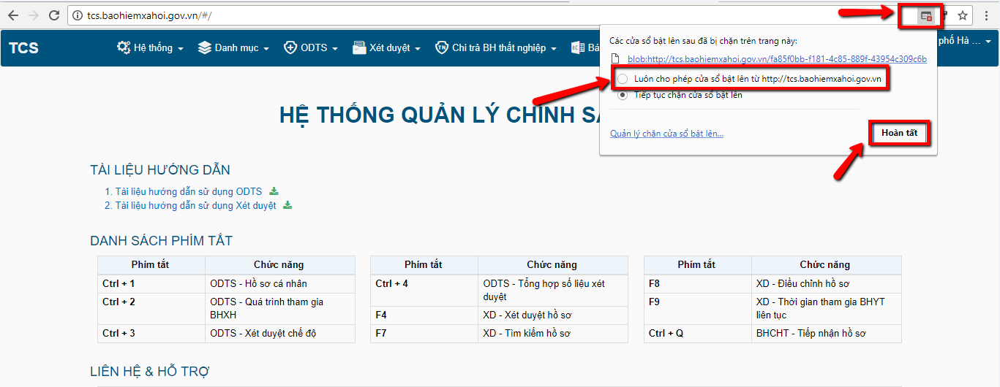 tcs.baohiemxahoi.gov.vn/#/
TCS
Hệ thống
Danh mục
ODTS
Xét duyệt
Chi trả BH thất nghiệp
Bá
phố Hà ...
Các cửa sổ bật lên sau đã bị chặn trên trang này:
blob:http://tcs.baohiemxahoi.gov.vn/fa85f0bb-f181-4c85-889f-43954c309c6b
Luôn cho phép cửa sổ bật lên từ http://tcs.baohiemxahoi.gov.vn
Tiếp tục chặn cửa sổ bật lên
Quản lý chặn cửa sổ bật lên...
Hoàn tất
HỆ THỐNG QUẢN LÝ CHÍNH SÁ
TÀI LIỆU HƯỚNG DẪN
1. Tài liệu hướng dẫn sử dụng ODTS
2. Tài liệu hướng dẫn sử dụng Xét duyệt
DANH SÁCH PHÍM TẮT
Phím tắt Chức năng
Ctrl + 1 ODTS - Hồ sơ cá nhân
Ctrl + 2 ODTS - Quá trình tham gia
BHXH
Ctrl + 3 ODTS - Xét duyệt chế độ
Phím tắt Chức năng
Ctrl + 4 ODTS - Tổng hợp số liệu xét
duyệt
F4 XD - Xét duyệt hồ sơ
F7 XD - Tìm kiếm hồ sơ
Phím tắt Chức năng
F8 XD - Điều chỉnh hồ sơ
F9 XD - Thời gian tham gia BHYT
liên tục
Ctrl + Q BHCHT - Tiếp nhận hồ sơ
LIÊN HỆ & HỖ TRỢ